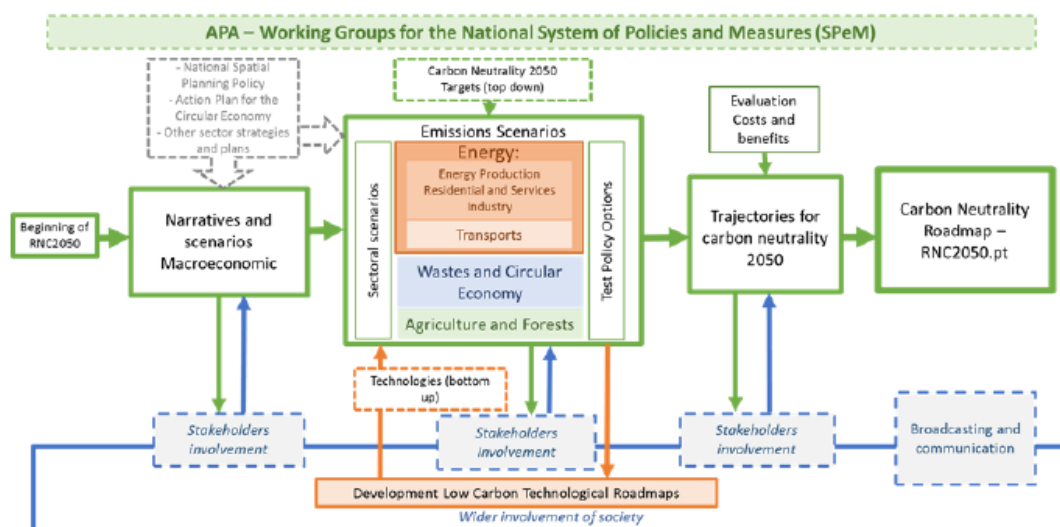 APA – Working Groups for the National System of Policies and Measures (SPeM)
- National Spatial
Planning Policy
- Action Plan for the
Circular Economy
- Other sector strategies
and plans
Carbon Neutrality 2050
Targets (top down)
Evaluation
Costs and
benefits
Beginning of
RNC2050
Narratives and
scenarios
Macroeconomic
Emissions Scenarios
Sectoral scenarios
Energy:
Energy Production
Residential and Services
Industry
Transports
Wastes and Circular
Economy
Agriculture and Forests
Test Policy Options
Trajectories for
carbon neutrality
2050
Carbon Neutrality
Roadmap –
RNC2050.pt
Technologies (bottom
up)
Stakeholders
involvement
Stakeholders
involvement
Stakeholders
involvement
Broadcasting and
communication
Development Low Carbon Technological Roadmaps
Wider involvement of society